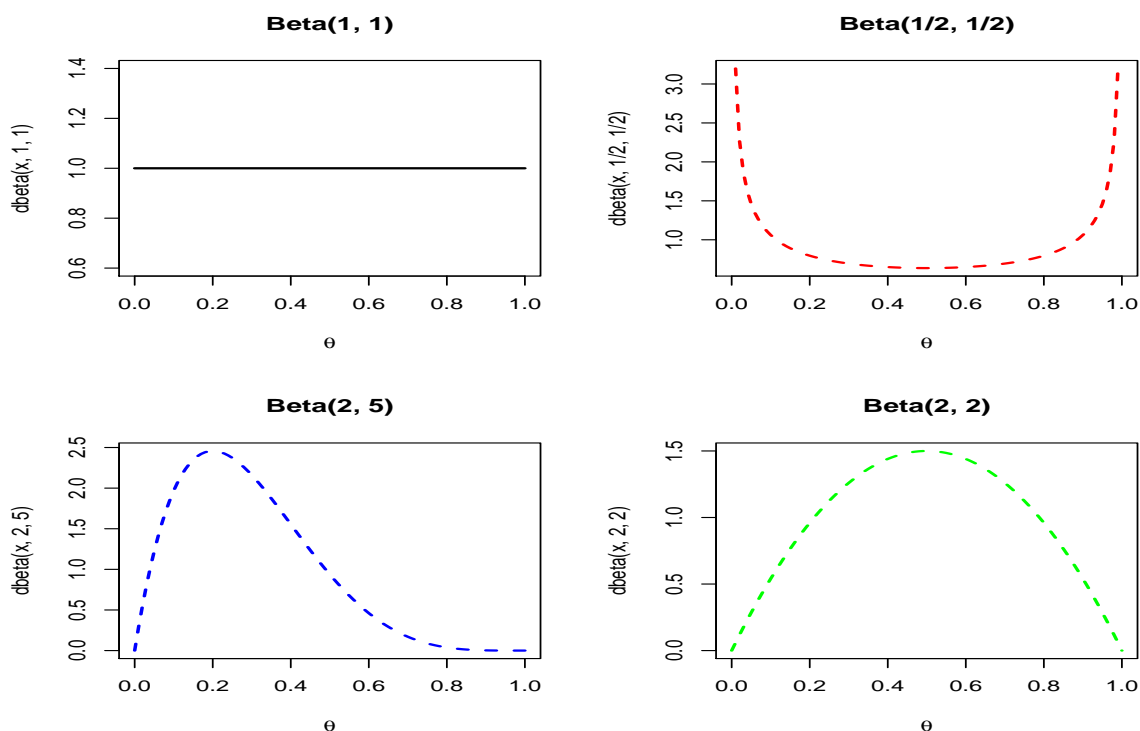 Beta(1, 1)
dbeta(x, 1, 1)
1.4
1.2
1.0
0.8
0.6
0.0 0.2 0.4 0.6 0.8 1.0
θ
Beta(1/2, 1/2)
dbeta(x, 1/2, 1/2)
3.0
2.5
2.0
1.5
1.0
0.0 0.2 0.4 0.6 0.8 1.0
θ
Beta(2, 5)
dbeta(x, 2, 5)
2.5
2.0
1.5
1.0
0.5
0.0
0.0 0.2 0.4 0.6 0.8 1.0
θ
Beta(2, 2)
dbeta(x, 2, 2)
1.5
1.0
0.5
0.0
0.0 0.2 0.4 0.6 0.8 1.0
θ